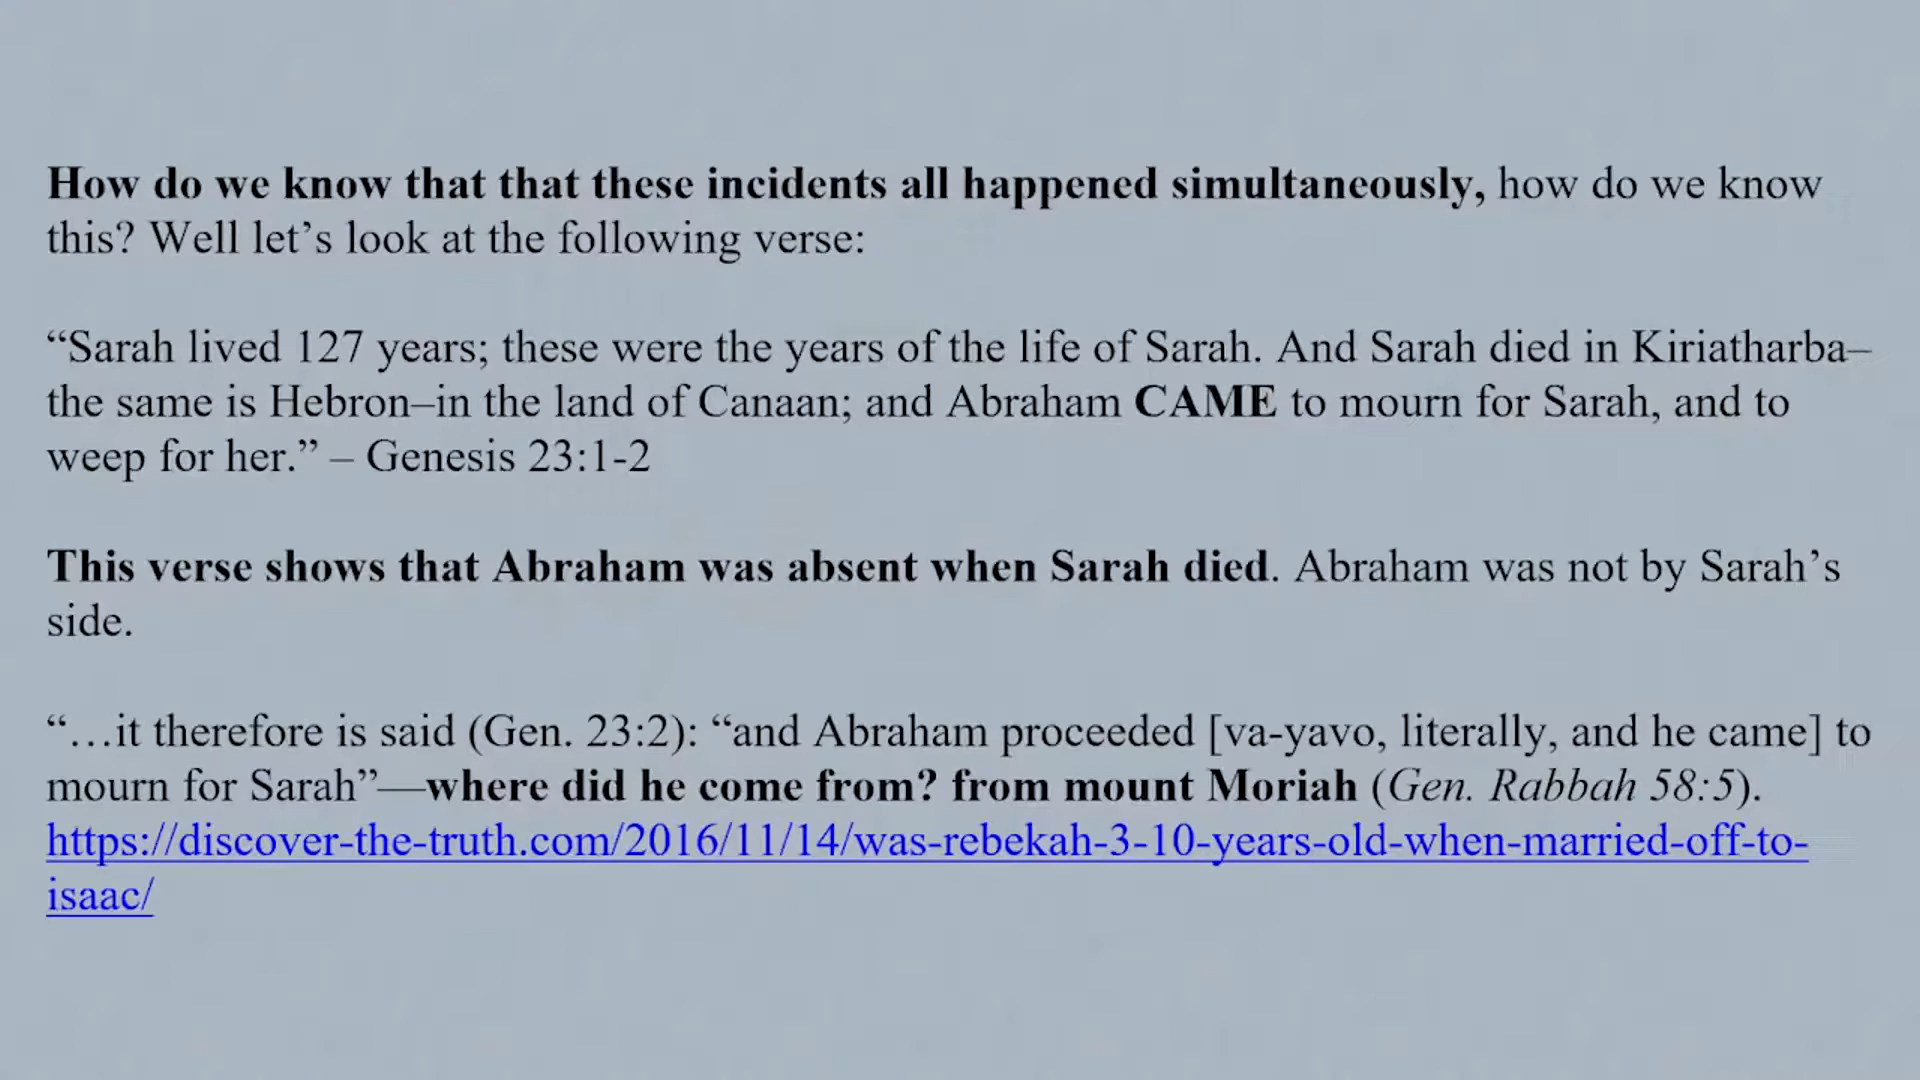 How do we know that that these incidents all happened simultaneously, how do we know
this? Well let’s look at the following verse:
“Sarah lived 127 years; these were the years of the life of Sarah. And Sarah died in Kiriatharba–
the same is Hebron–in the land of Canaan; and Abraham CAME to mourn for Sarah, and to
weep for her.” – Genesis 23:1-2
This verse shows that Abraham was absent when Sarah died. Abraham was not by Sarah’s
side.
“…it therefore is said (Gen. 23:2): “and Abraham proceeded [va-yavo, literally, and he came] to
mourn for Sarah”—where did he come from? from mount Moriah (Gen. Rabbah 58:5).
https://discover-the-truth.com/2016/11/14/was-rebekah-3-10-years-old-when-married-off-to-
isaac/